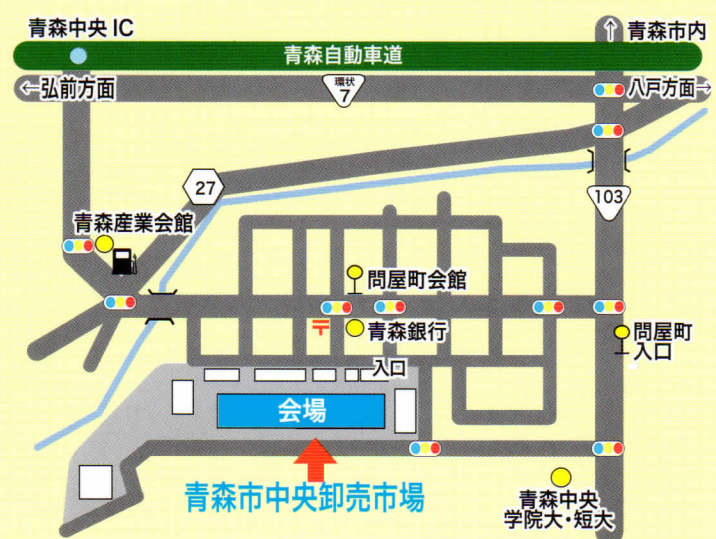 青森中央IC
↑ 青森市内
青森自動車道
←弘前方面
環状
7
八戸方面→
27
103
青森産業会館
問屋町会館
〒
青森銀行
問屋町
入口
入口
会場
青森市中央卸売市場
青森中央
学院大・短大